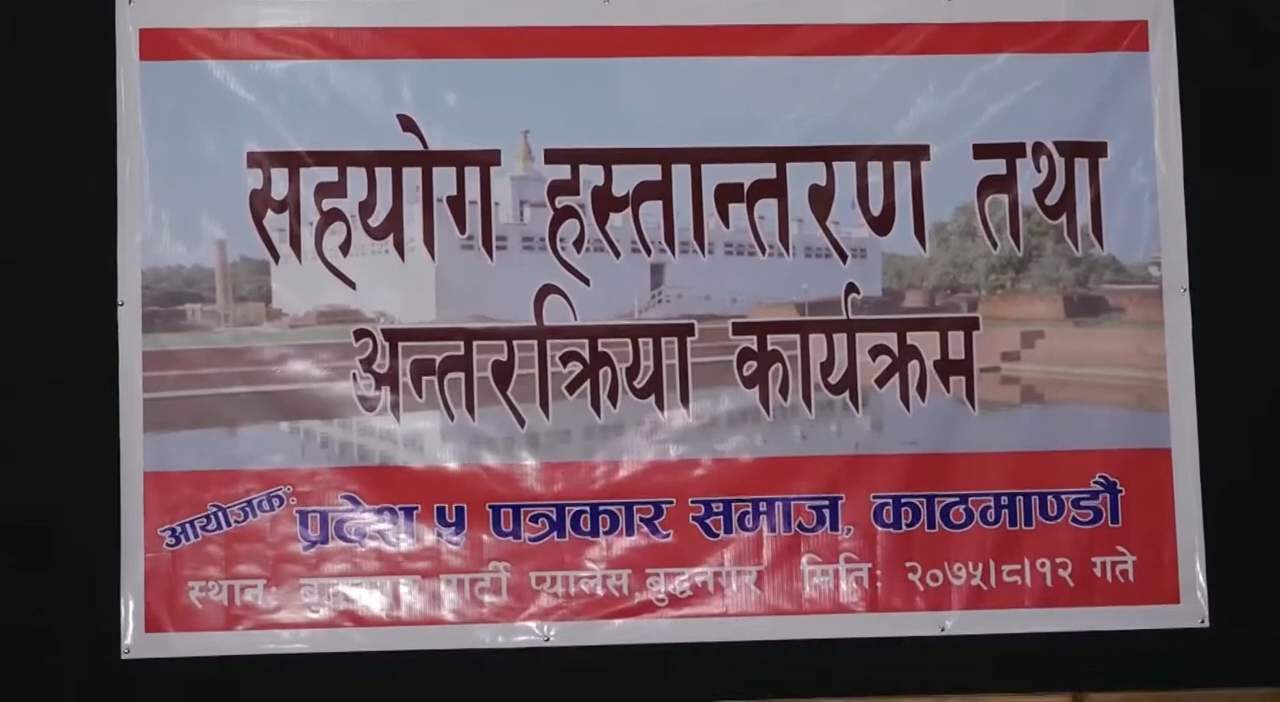 सहयोग हस्तान्तरण तथा
अन्तरक्रिया कार्यक्रम
आयोजकः प्रदेश ५ पत्रकार समाज, काठमाण्डौं
स्थानः पार्टी प्यालेस, बुद्धनगर मितिः २०७५।८।१२ गते